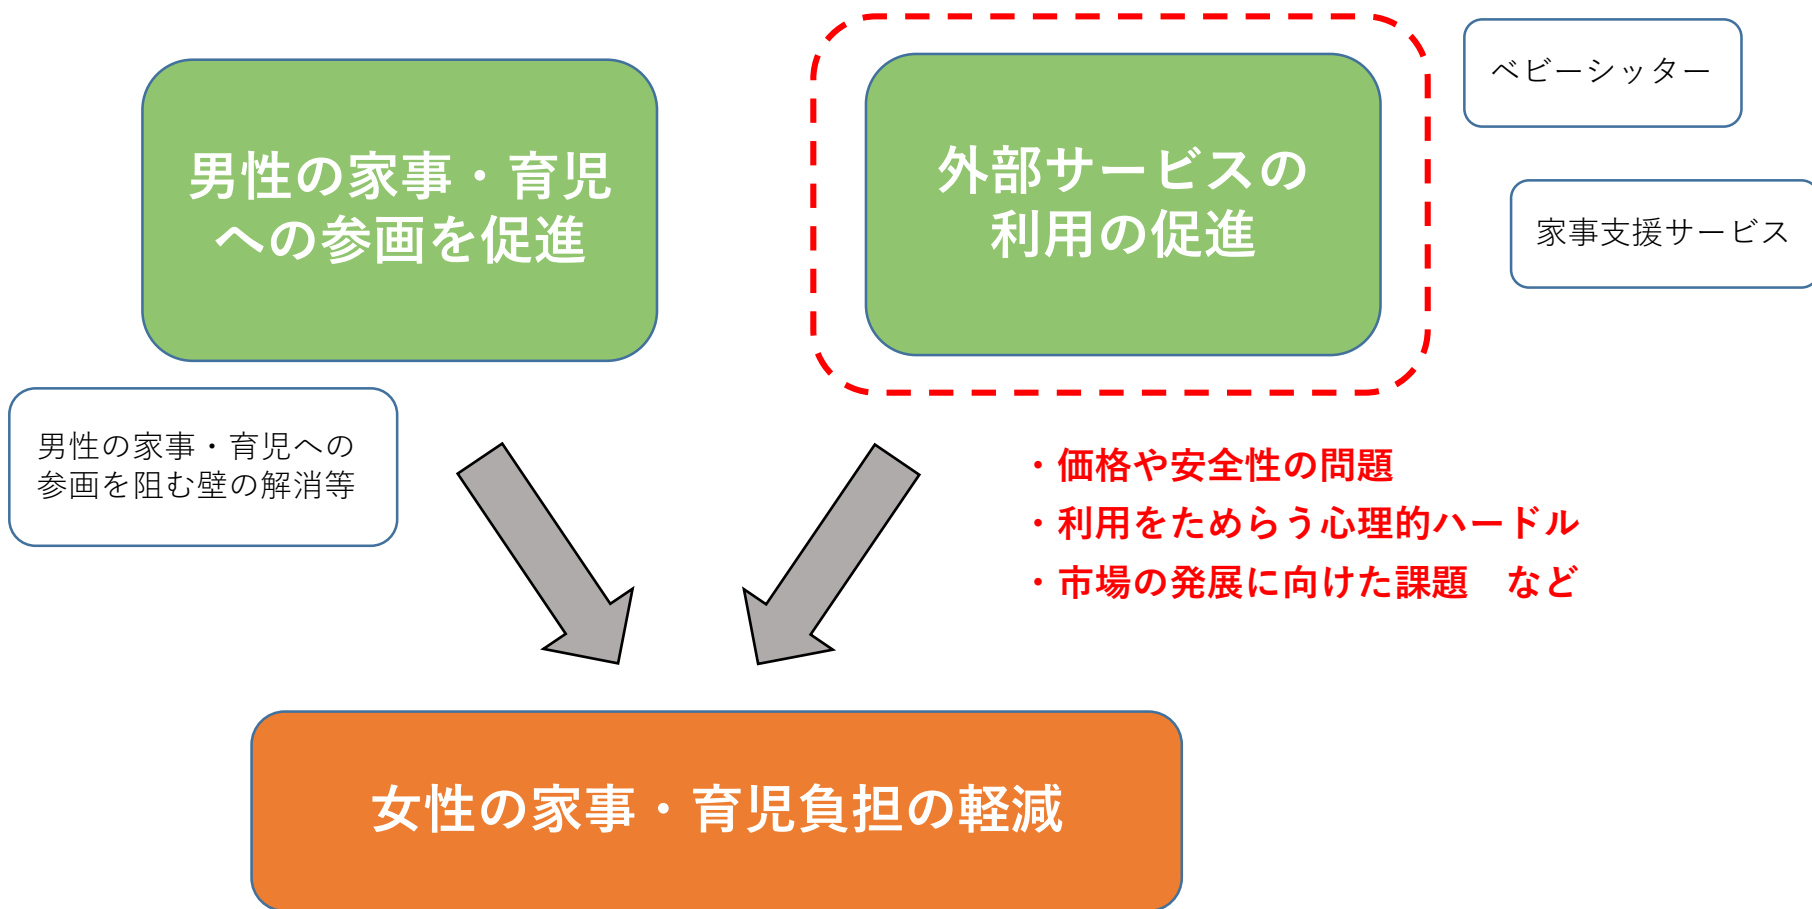 男性の家事・育児
への参画を促進
外部サービスの
利用の促進
ベビーシッター
家事支援サービス
男性の家事・育児への
参画を阻む壁の解消等
・価格や安全性の問題
・利用をためらう心理的ハードル
・市場の発展に向けた課題　など
女性の家事・育児負担の軽減